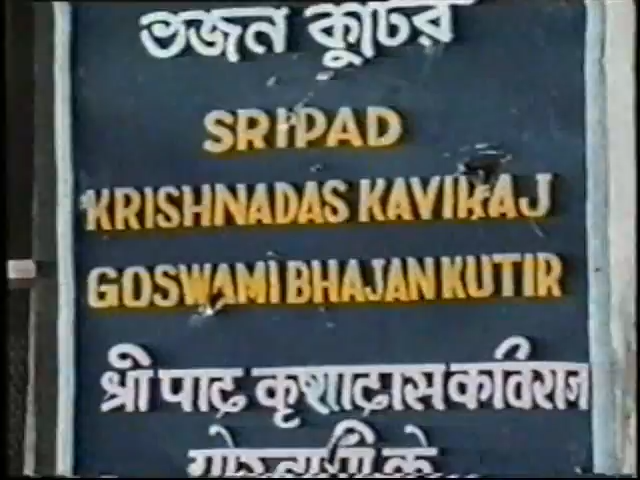 ভজন কুটির
SRIPAD
KRISHNADAS KAVIRAJ
GOSWAMI BHAJAN KUTIR
श्री पाद कृष्णदास कविराज